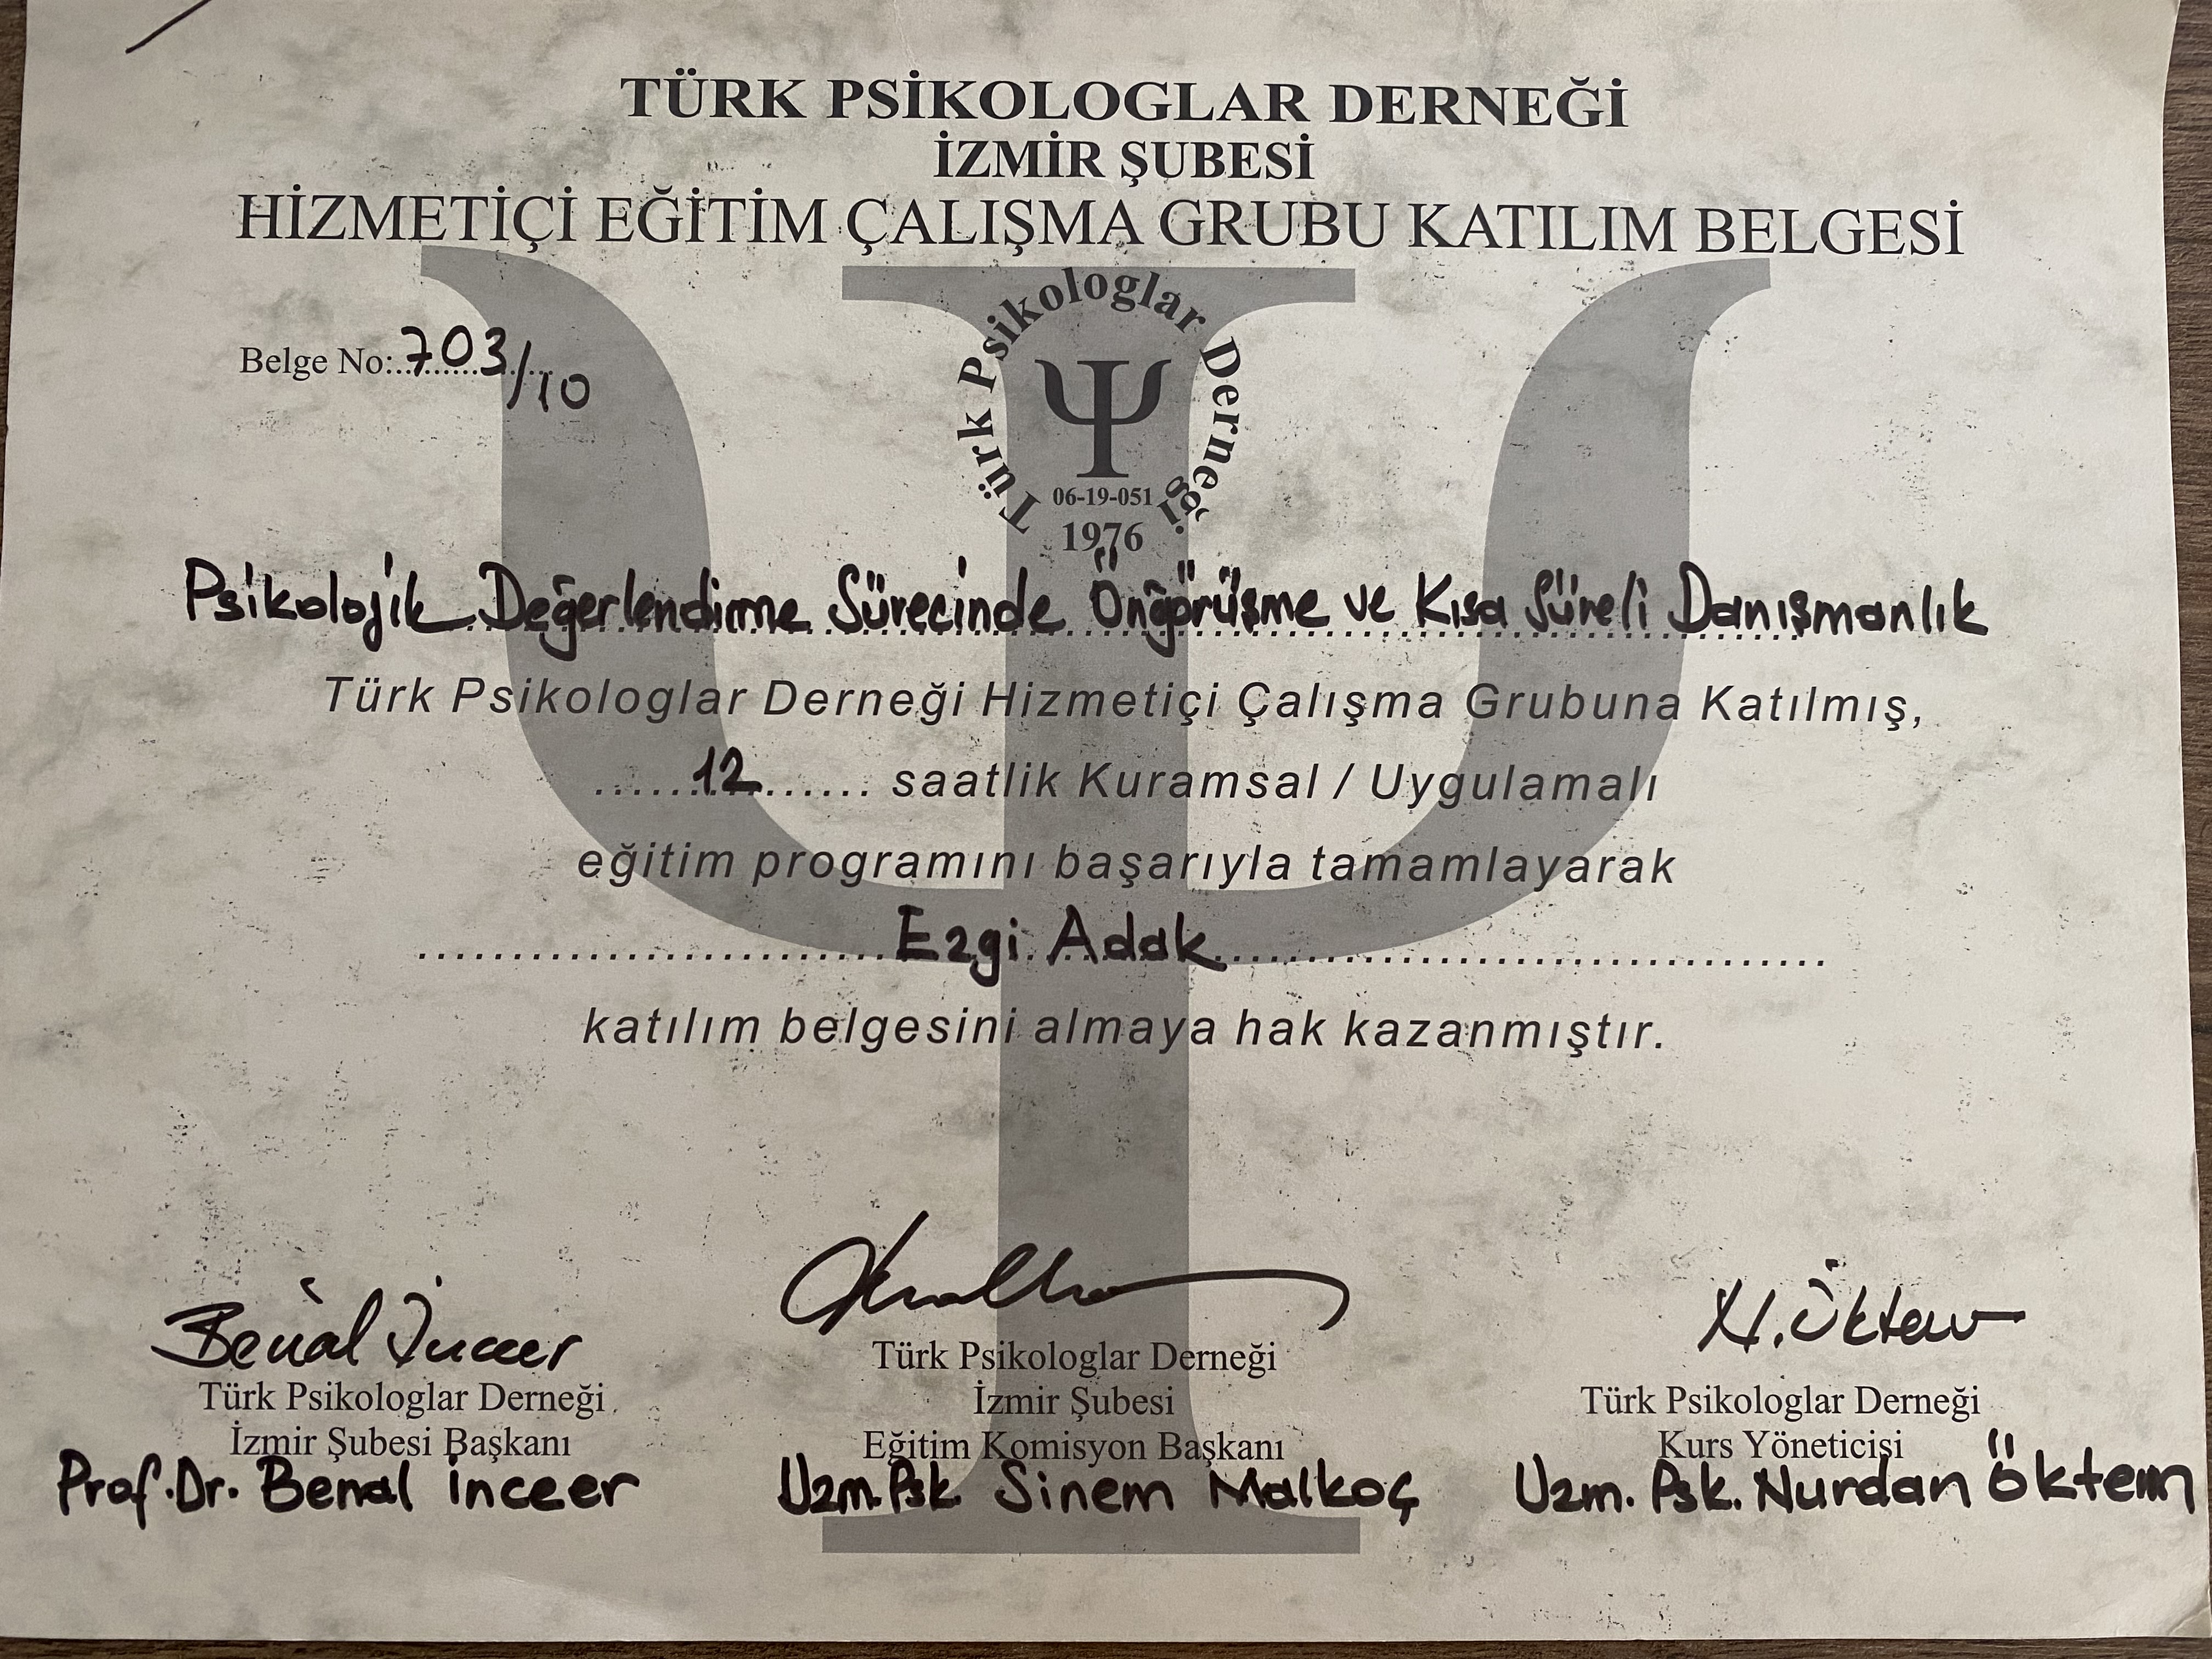 TÜRK PSİKOLOGLAR DERNEĞİ
İZMİR ŞUBESİ
HİZMETİÇİ EĞİTİM ÇALIŞMA GRUBU KATILIM BELGESİ
Türk Psikologlar Derneği
Ψ
06-19-051
1976
Belge No: 703/10
Psikolojik Değerlendirme Sürecinde Öngörüşme ve Kısa Süreli Danışmanlık
Türk Psikologlar Derneği Hizmetiçi Çalışma Grubuna Katılmış,
12 saatlik Kuramsal / Uygulamalı
eğitim programını başarıyla tamamlayarak
Ezgi Adak
katılım belgesini almaya hak kazanmıştır.
Benal İnceer
Türk Psikologlar Derneği
İzmir Şubesi Başkanı
Prof. Dr. Benal İnceer
Türk Psikologlar Derneği
İzmir Şubesi
Eğitim Komisyon Başkanı
Uzm. Psk. Sinem Malkoç
N. Öktem
Türk Psikologlar Derneği
Kurs Yöneticisi
Uzm. Psk. Nurdan Öktem